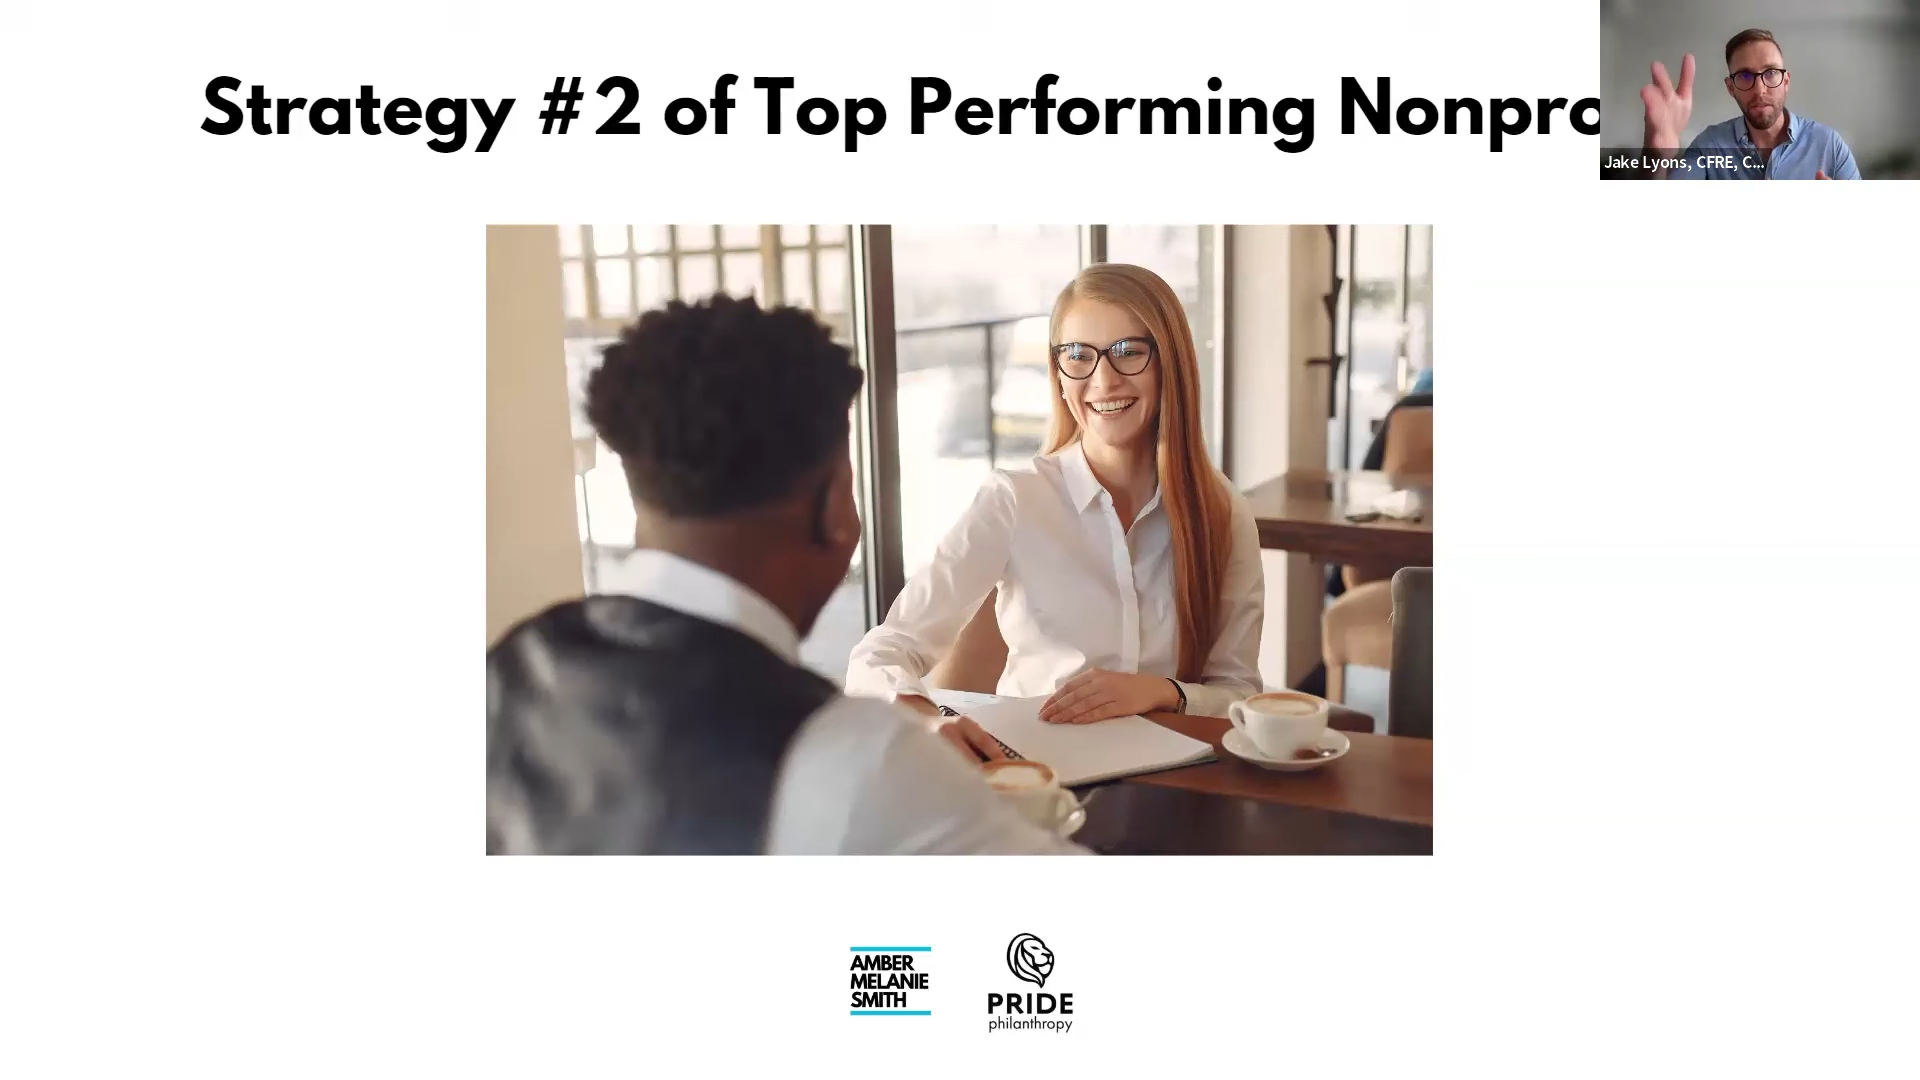 Strategy #2 of Top Performing Nonpro
Jake Lyons, CFRE, C...
AMBER
MELANIE
SMITH
PRIDE
philanthropy